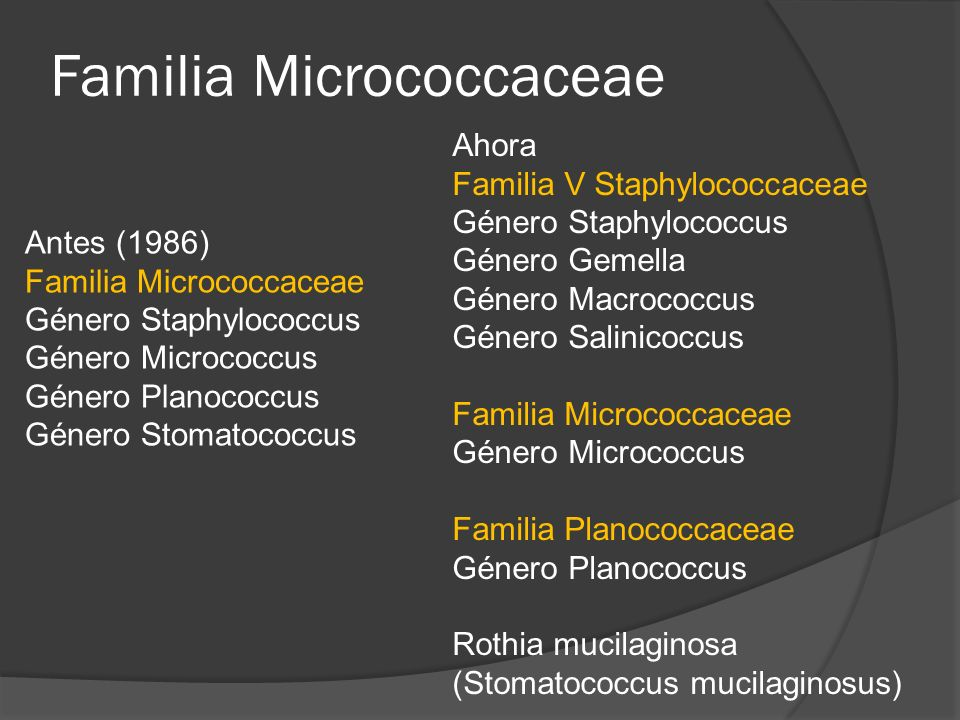 Familia Micrococcaceae
Antes (1986)
Familia Micrococcaceae
Género Staphylococcus
Género Micrococcus
Género Planococcus
Género Stomatococcus
Ahora
Familia V Staphylococcaceae
Género Staphylococcus
Género Gemella
Género Macrococcus
Género Salinicoccus
Familia Micrococcaceae
Género Micrococcus
Familia Planococcaceae
Género Planococcus
Rothia mucilaginosa
(Stomatococcus mucilaginosus)